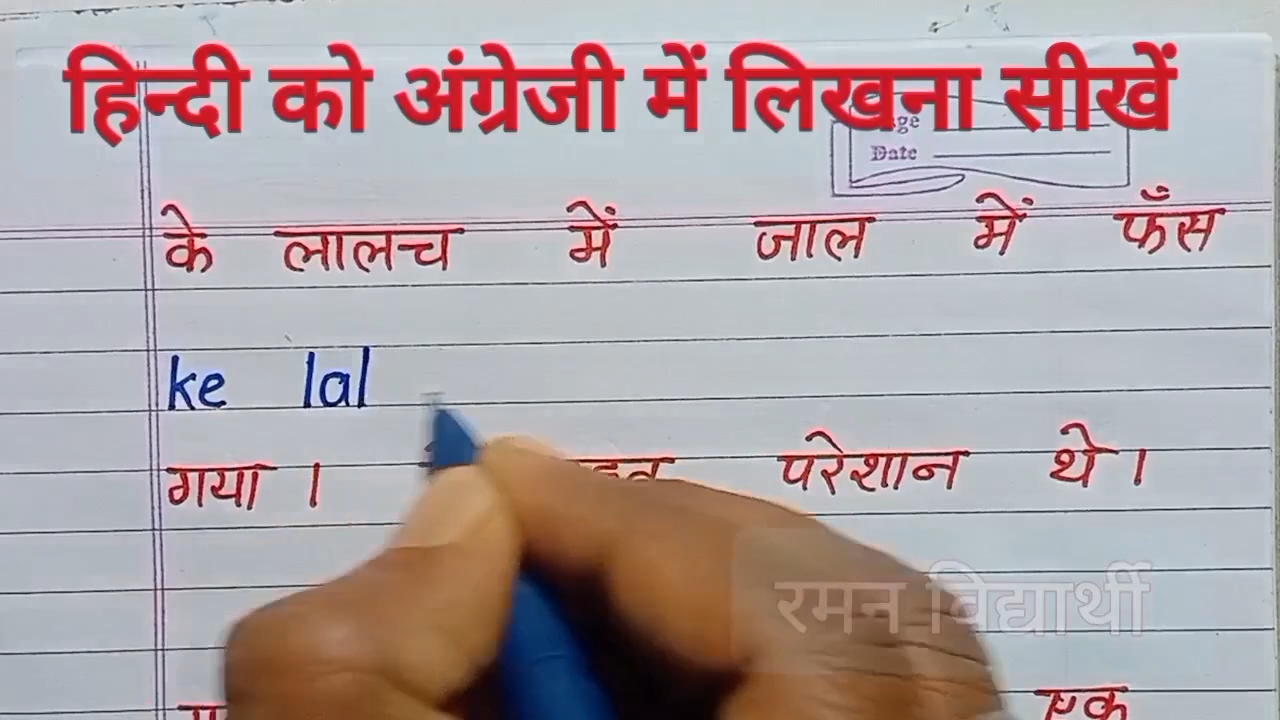 हिन्दी को अंग्रेजी में लिखना सीखें
Date
के लालच में जाल में फँस
ke lal
गया । परेशान थे ।
रमन विद्यार्थी
एक